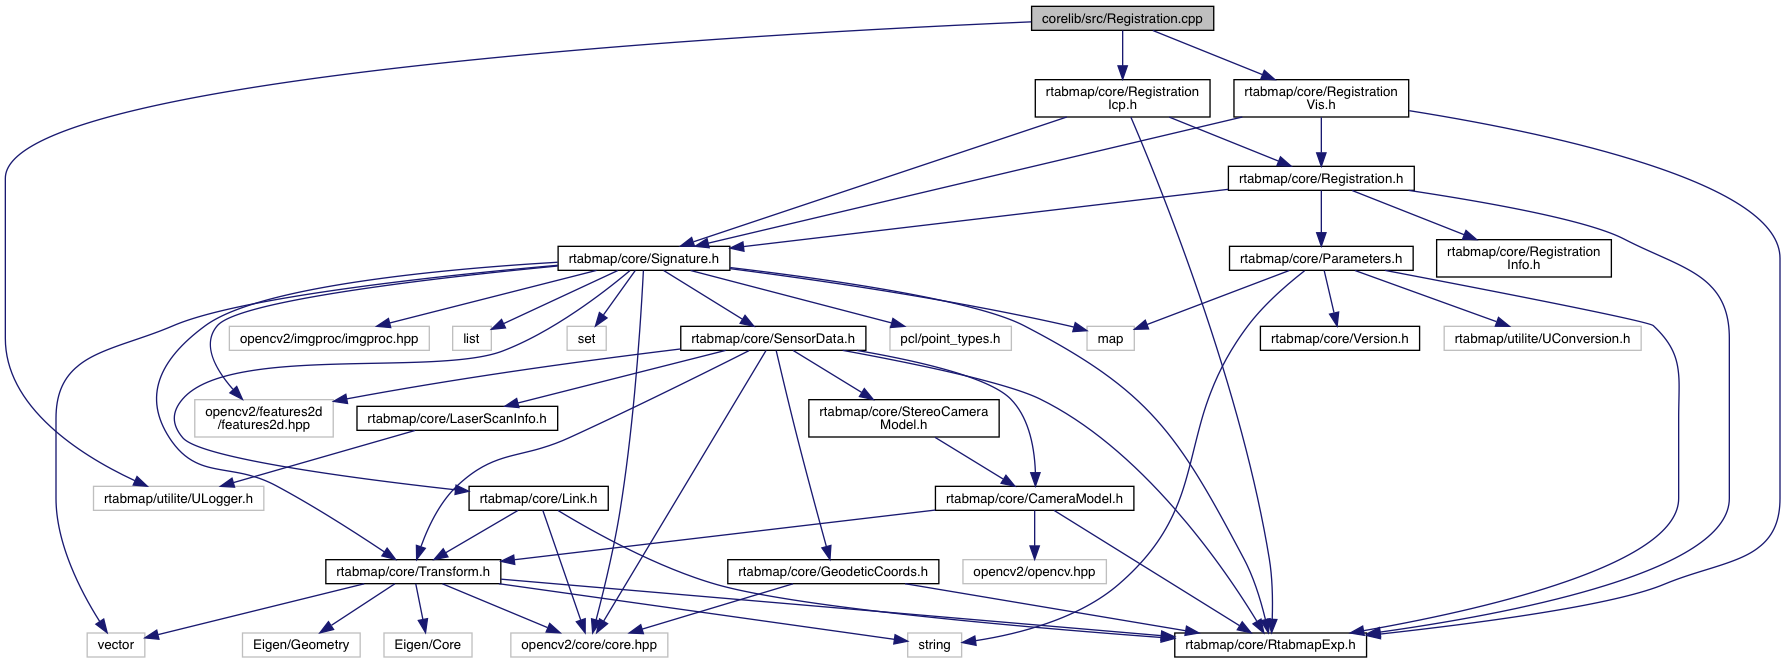 corelib/src/Registration.cpp
rtabmap/core/Registration
Icp.h
rtabmap/core/Registration
Vis.h
rtabmap/core/Registration.h
rtabmap/core/Signature.h
rtabmap/core/Parameters.h
rtabmap/core/Registration
Info.h
opencv2/imgproc/imgproc.hpp
list
set
rtabmap/core/SensorData.h
pcl/point_types.h
map
rtabmap/core/Version.h
rtabmap/utilite/UConversion.h
opencv2/features2d
/features2d.hpp
rtabmap/core/LaserScanInfo.h
rtabmap/core/StereoCamera
Model.h
rtabmap/utilite/ULogger.h
rtabmap/core/Link.h
rtabmap/core/CameraModel.h
rtabmap/core/Transform.h
rtabmap/core/GeodeticCoords.h
opencv2/opencv.hpp
vector
Eigen/Geometry
Eigen/Core
opencv2/core/core.hpp
string
rtabmap/core/RtabmapExp.h